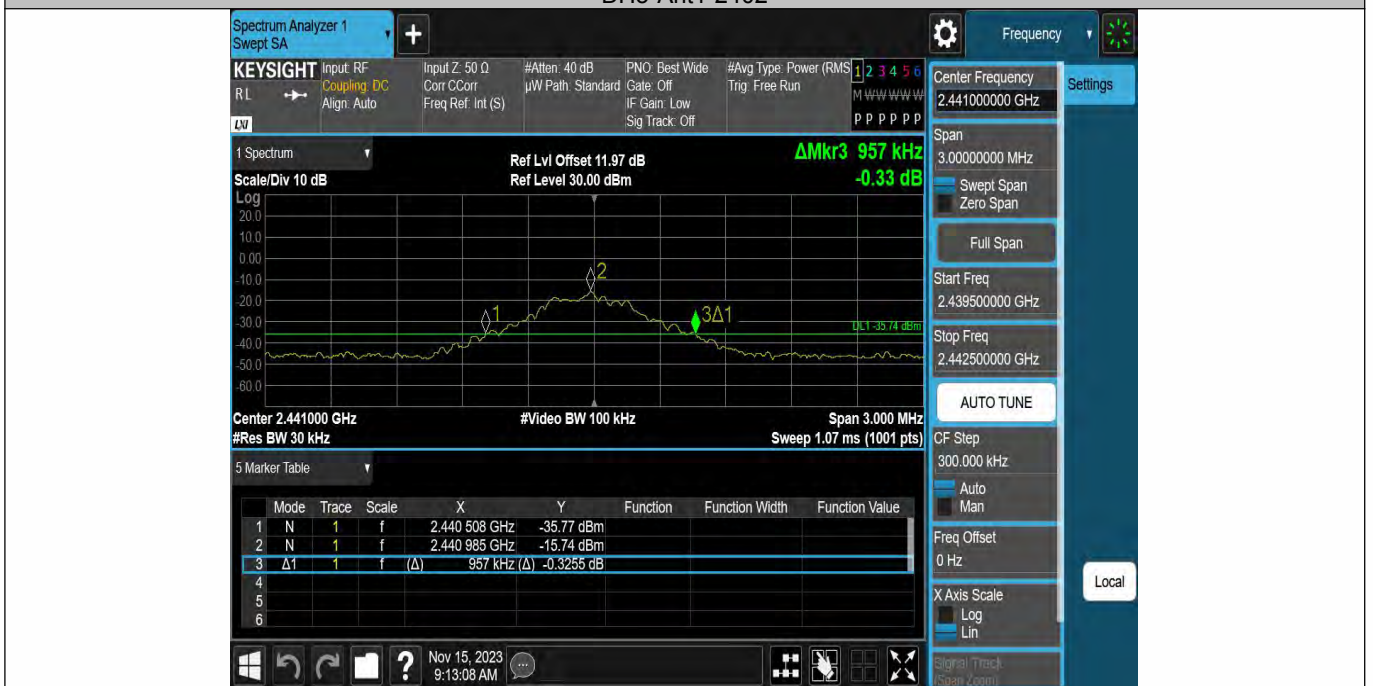 Spectrum Analyzer 1
Swept SA
+
Frequency
KEYSIGHT
RL
LXI
Input: RF
Coupling: DC
Align: Auto
Input Z: 50 Ω
Corr CCorr
Freq Ref: Int (S)
#Atten: 40 dB
µW Path: Standard
PNO: Best Wide
Gate: Off
IF Gain: Low
Sig Track: Off
#Avg Type: Power (RMS
Trig: Free Run
1 2 3 4 5 6
M W W W W W
P P P P P P
1 Spectrum
Scale/Div 10 dB
Ref Lvl Offset 11.97 dB
Ref Level 30.00 dBm
ΔMkr3 957 kHz
-0.33 dB
Log
20.0
10.0
0.00
-10.0
-20.0
-30.0
-40.0
-50.0
-60.0
1
2
3Δ1
DL1 -35.74 dBm
Center 2.441000 GHz
#Video BW 100 kHz
Span 3.000 MHz
#Res BW 30 kHz
Sweep 1.07 ms (1001 pts)
5 Marker Table
Mode Trace Scale X Y Function Function Width Function Value
1 N 1 f 2.440 508 GHz -35.77 dBm
2 N 1 f 2.440 985 GHz -15.74 dBm
3 Δ1 1 f (Δ) 957 kHz (Δ) -0.3255 dB
4
5
6
Nov 15, 2023
9:13:08 AM
?
Center Frequency
2.441000000 GHz
Settings
Span
3.00000000 MHz
Swept Span
Zero Span
Full Span
Start Freq
2.439500000 GHz
Stop Freq
2.442500000 GHz
AUTO TUNE
CF Step
300.000 kHz
Auto
Man
Freq Offset
0 Hz
X Axis Scale
Log
Lin
Signal Track
(Span Zoom)
Local